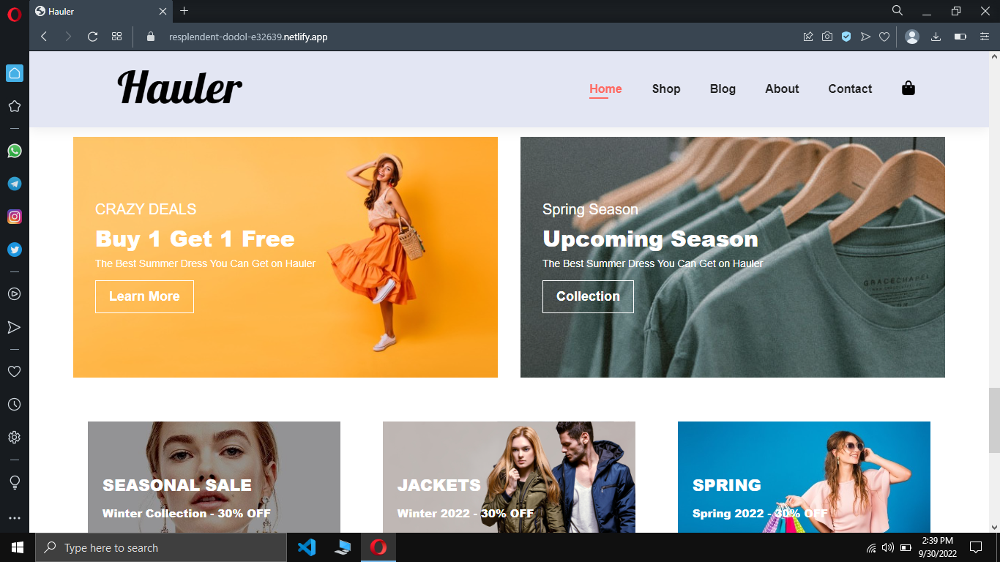 Hauler
resplendent-dodol-e32639.netlify.app
Hauler
Home Shop Blog About Contact
CRAZY DEALS
Buy 1 Get 1 Free
The Best Summer Dress You Can Get on Hauler
Learn More
Spring Season
Upcoming Season
The Best Summer Dress You Can Get on Hauler
Collection
GRACECHAPEL
SEASONAL SALE
Winter Collection - 30% OFF
JACKETS
Winter 2022 - 30% OFF
SPRING
Spring 2022 - 30% OFF
Type here to search
2:39 PM
9/30/2022